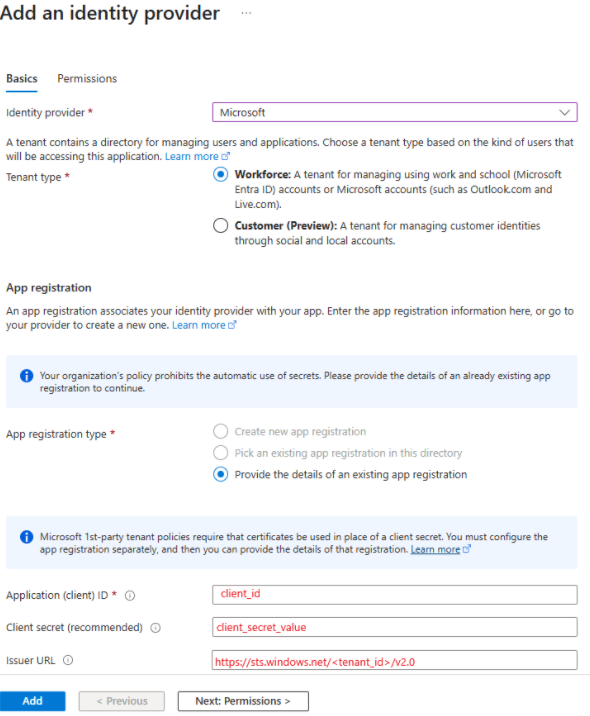 Add an identity provider ...
Basics Permissions
Identity provider * Microsoft
A tenant contains a directory for managing users and applications. Choose a tenant type based on the kind of users that
will be accessing this application. Learn more
Tenant type *
Workforce: A tenant for managing using work and school (Microsoft
Entra ID) accounts or Microsoft accounts (such as Outlook.com and
Live.com).
Customer (Preview): A tenant for managing customer identities
through social and local accounts.
App registration
An app registration associates your identity provider with your app. Enter the app registration information here, or go to
your provider to create a new one. Learn more
Your organization's policy prohibits the automatic use of secrets. Please provide the details of an already existing app
registration to continue.
App registration type *
Create new app registration
Pick an existing app registration in this directory
Provide the details of an existing app registration
Microsoft 1st-party tenant policies require that certificates be used in place of a client secret. You must configure the
app registration separately, and then you can provide the details of that registration. Learn more
Application (client) ID * client_id
Client secret (recommended) client_secret_value
Issuer URL https://sts.windows.net/<tenant_id>/v2.0
Add < Previous Next: Permissions >